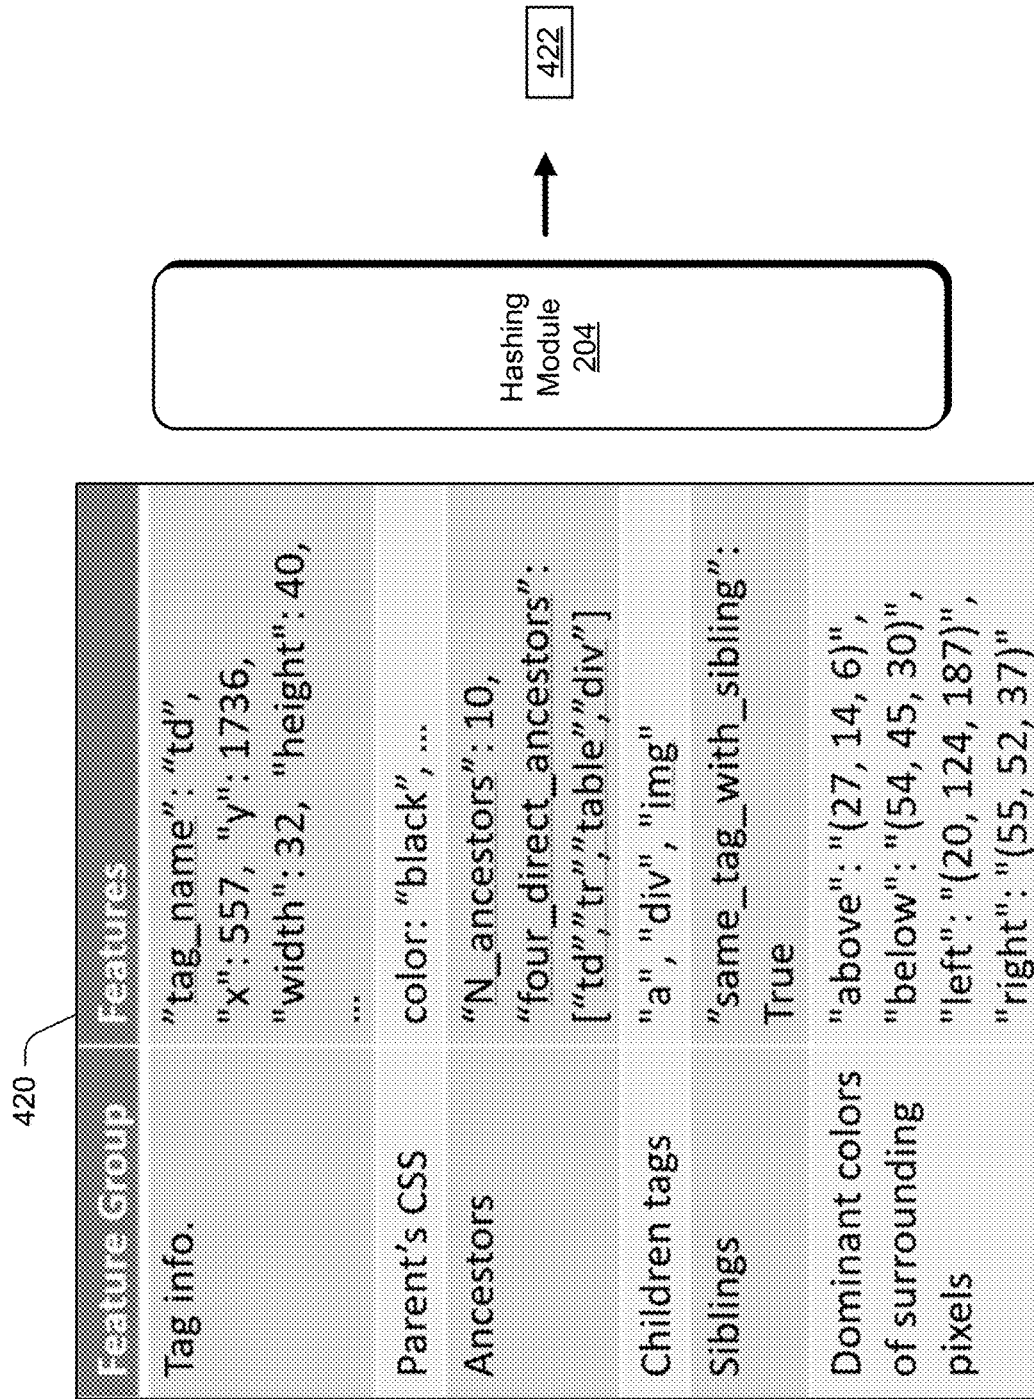 420
Feature Group Features
Tag info. "tag_name": "td",
"x": 557, "y": 1736,
"width": 32, "height": 40,
...
Parent's CSS color: "black", ...
Ancestors "N_ancestors": 10,
"four_direct_ancestors":
["td","tr","table","div"]
Children tags "a", "div", "img"
Siblings "same_tag_with_sibling":
True
Dominant colors "above": "(27, 14, 6)",
of surrounding "below": "(54, 45, 30)",
pixels "left": "(20, 124, 187)",
"right": "(55, 52, 37)"
Hashing
Module
204
422